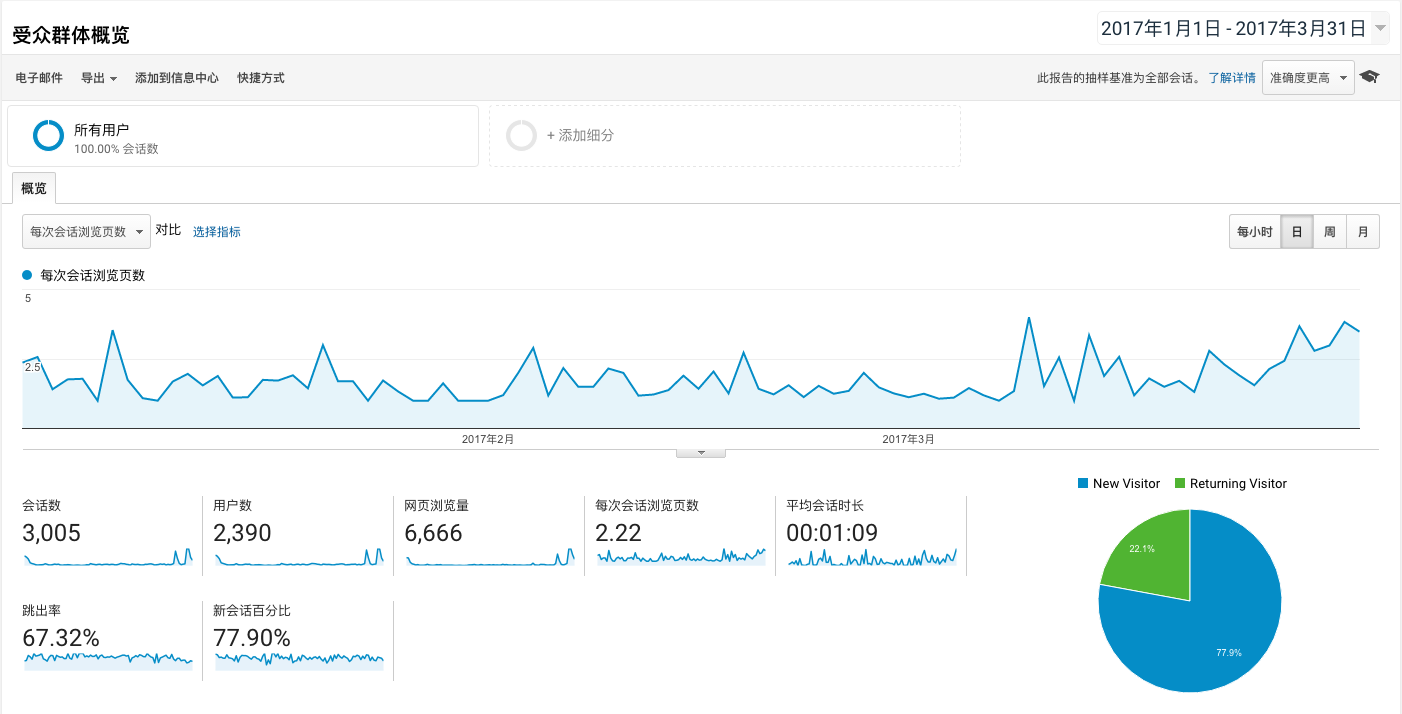 受众群体概览
2017年1月1日 - 2017年3月31日
电子邮件 导出 添加到信息中心 快捷方式
此报告的抽样基准为全部会话。 了解详情 准确度更高
所有用户
100.00% 会话数
+ 添加细分
概览
每次会话浏览页数 对比 选择指标
每小时 日 周 月
每次会话浏览页数
5
2.5
2017年2月 2017年3月
New Visitor Returning Visitor
会话数
3,005
用户数
2,390
网页浏览量
6,666
每次会话浏览页数
2.22
平均会话时长
00:01:09
跳出率
67.32%
新会话百分比
77.90%
22.1%
77.9%